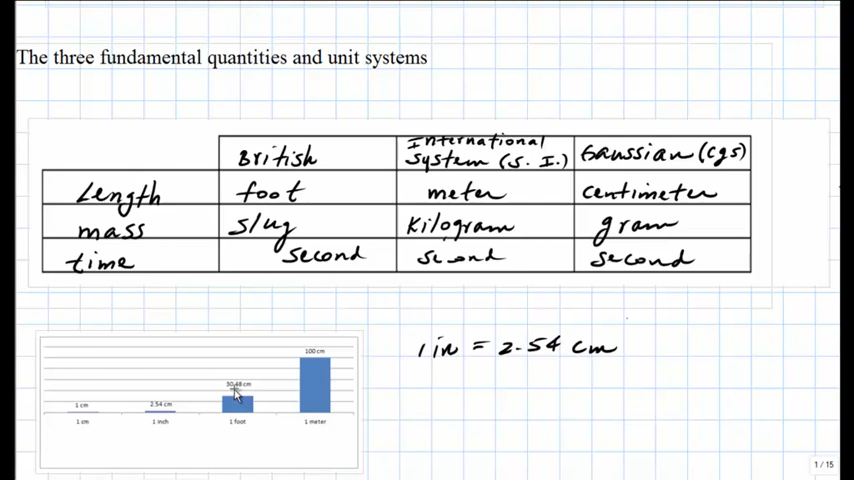 The three fundamental quantities and unit systems
British International System (S. I.) Gaussian (cgs)
Length foot meter centimeter
mass slug kilogram gram
time second second second
1 in = 2.54 cm
100 cm
30.48 cm
1 cm 2.54 cm
1 cm 1 inch 1 foot 1 meter
1 / 15